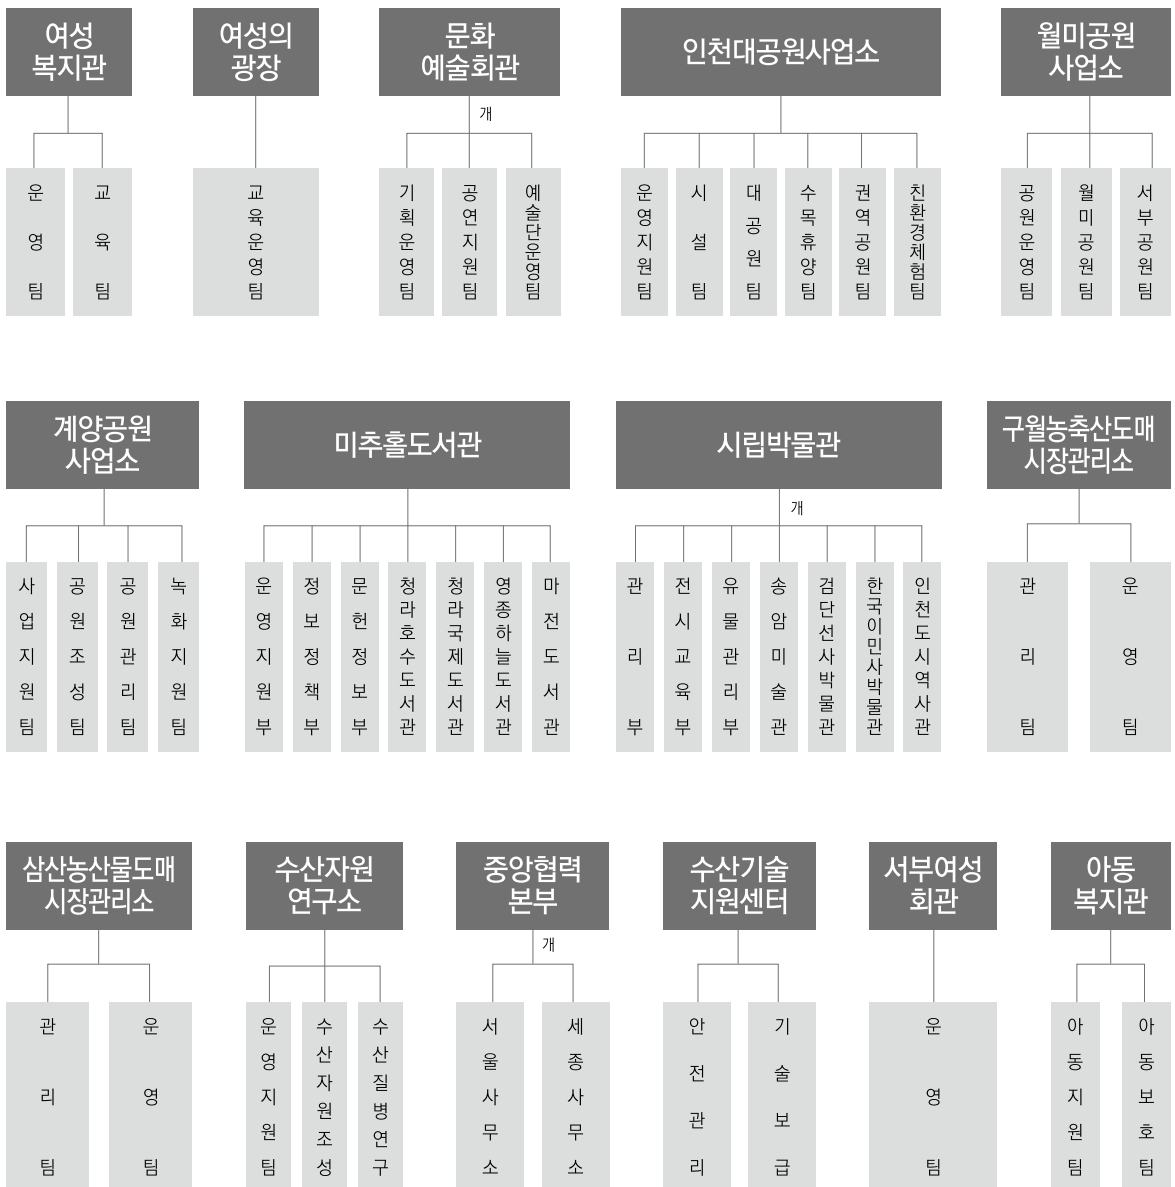 여성
복지관
운영팀
교육팀
여성의
광장
교육운영팀
문화
예술회관
개
기획운영팀
공연지원팀
예술단운영팀
인천대공원사업소
운영지원팀
시설팀
대공원팀
수목휴양팀
권역공원팀
친환경체험팀
월미공원
사업소
공원운영팀
월미공원팀
서부공원팀
계양공원
사업소
사업지원팀
공원조성팀
공원관리팀
녹화지원팀
미추홀도서관
운영지원부
정보정책부
문헌정보부
청라호수도서관
청라국제도서관
영종하늘도서관
마전도서관
시립박물관
개
관리부
전시교육부
유물관리부
송암미술관
검단선사박물관
한국이민사박물관
인천도시역사관
구월농축산도매
시장관리소
관리팀
운영팀
삼산농산물도매
시장관리소
관리팀
운영팀
수산자원
연구소
운영지원팀
수산자원조성
수산질병연구
중앙협력
본부
개
서울사무소
세종사무소
수산기술
지원센터
안전관리
기술보급
서부여성
회관
운영팀
아동
복지관
아동지원팀
아동보호팀